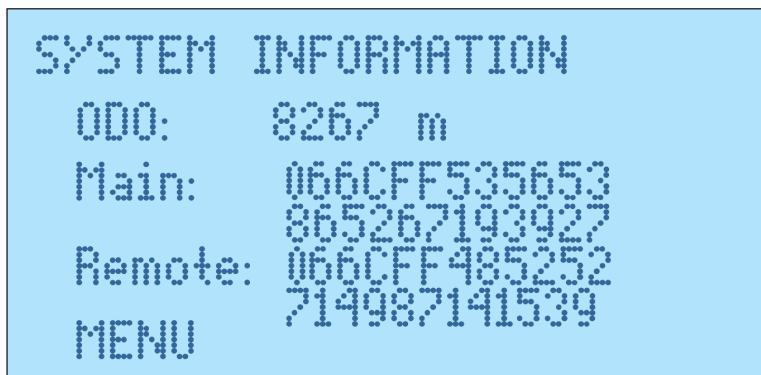 SYSTEM INFORMATION
ODO: 8267 m
Main: 066CFF535653
865267193927
Remote: 066CFF485252
714987141539
MENU